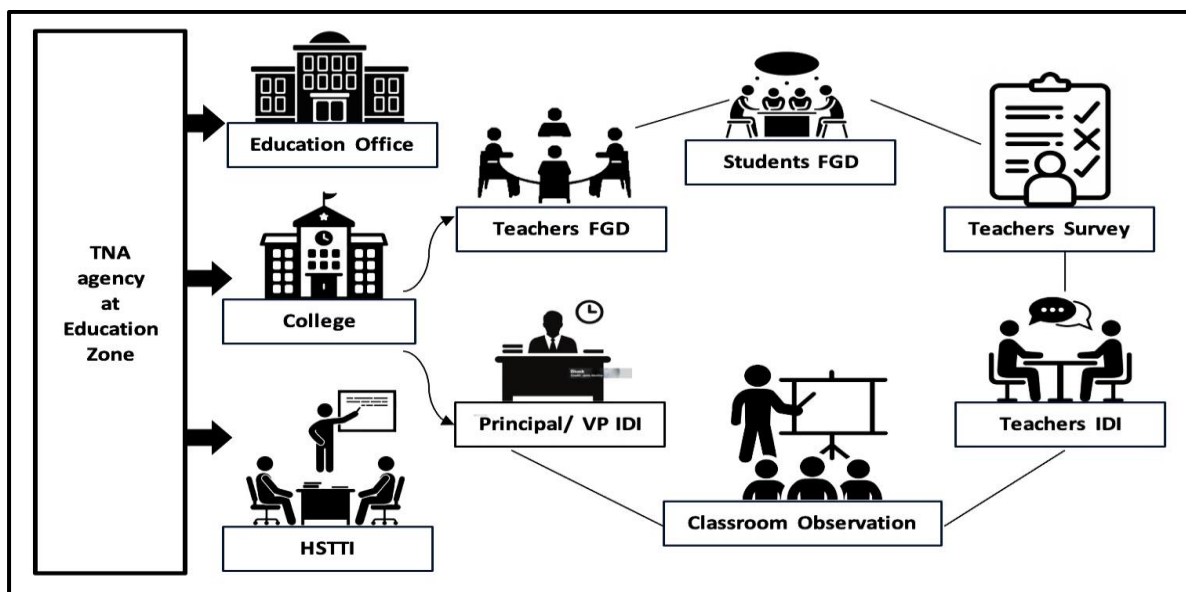 TNA
agency
at
Education
Zone
Education Office
College
HSTTI
Teachers FGD
Students FGD
Teachers Survey
Principal/ VP IDI
Teachers IDI
Classroom Observation